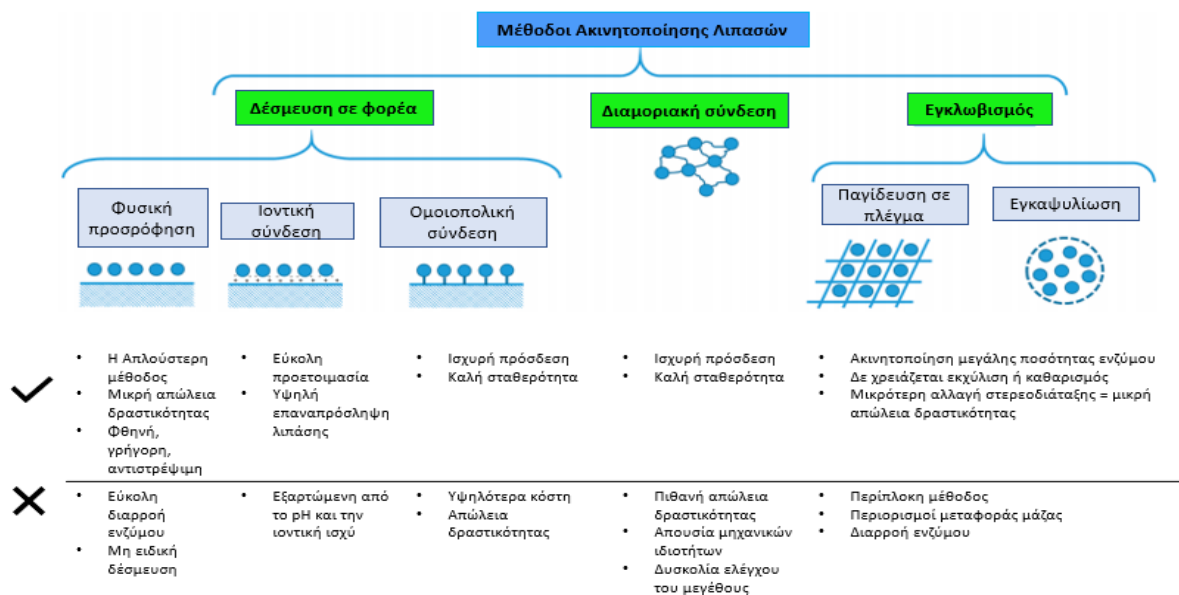 Μέθοδοι Ακινητοποίησης Λιπασών
Δέσμευση σε φορέα
Διαμοριακή σύνδεση
Εγκλωβισμός
Φυσική
προσρόφηση
Ιοντική
σύνδεση
Ομοιοπολική
σύνδεση
Παγίδευση σε
πλέγμα
Εγκαψυλίωση
• Η Απλούστερη
μέθοδος
• Μικρή απώλεια
δραστικότητας
• Φθηνή,
γρήγορη,
αντιστρέψιμη
• Εύκολη
προετοιμασία
• Υψηλή
επαναπρόσληψη
λιπάσης
• Ισχυρή πρόσδεση
• Καλή σταθερότητα
• Ισχυρή πρόσδεση
• Καλή σταθερότητα
• Ακινητοποίηση μεγάλης ποσότητας ενζύμου
• Δε χρειάζεται εκχύλιση ή καθαρισμός
• Μικρότερη αλλαγή στερεοδιάταξης = μικρή
απώλεια δραστικότητας
• Εύκολη
διαρροή
ενζύμου
• Μη ειδική
δέσμευση
• Εξαρτώμενη από
το pH και την
ιοντική ισχύ
• Υψηλότερα κόστη
• Απώλεια
δραστικότητας
• Πιθανή απώλεια
δραστικότητας
• Απουσία μηχανικών
ιδιοτήτων
• Δυσκολία ελέγχου
του μεγέθους
• Περίπλοκη μέθοδος
• Περιορισμοί μεταφοράς μάζας
• Διαρροή ενζύμου